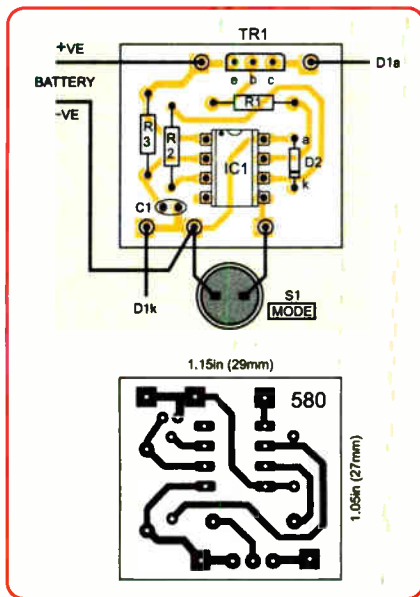 TR1
+VE
D1a
e b c
BATTERY
R1
-VE
R
3
R
2
a
IC1
D2
k
C1
D1k
S1
MODE
1.15in (29mm)
580
1.05in (27mm)